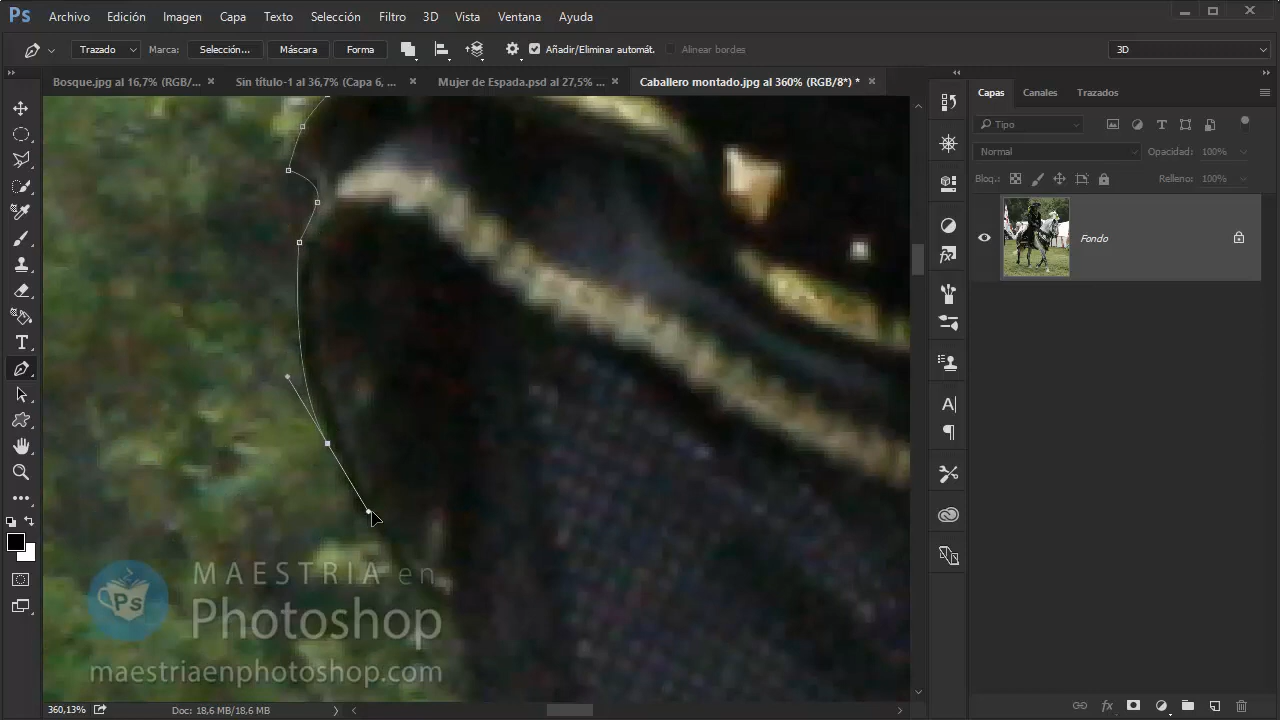 Ps Archivo Edición Imagen Capa Texto Selección Filtro 3D Vista Ventana Ayuda
Trazado Marca: Selección... Máscara Forma Añadir/Eliminar automát. Alinear bordes 3D
Bosque.jpg al 16,7% (RGB/... × Sin título-1 al 36,7% (Capa 6, ... × Mujer de Espada.psd al 27,5% ... × Caballero montado.jpg al 360% (RGB/8*) * ×
Capas Canales Trazados
Tipo
Normal Opacidad: 100%
Bloq.: Relleno: 100%
Fondo
MAESTRIA en
Ps Photoshop
maestriaenphotoshop.com
360,13% Doc: 18,6 MB/18,6 MB